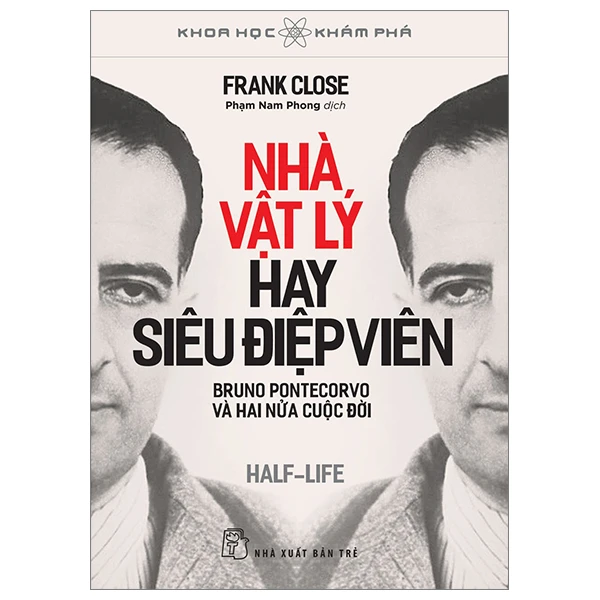 KHOA HỌC KHÁM PHÁ
FRANK CLOSE
Phạm Nam Phong dịch
NHÀ
VẬT LÝ
HAY
SIÊU ĐIỆP VIÊN
BRUNO PONTECORVO
VÀ HAI NỬA CUỘC ĐỜI
HALF-LIFE
NHÀ XUẤT BẢN TRẺ